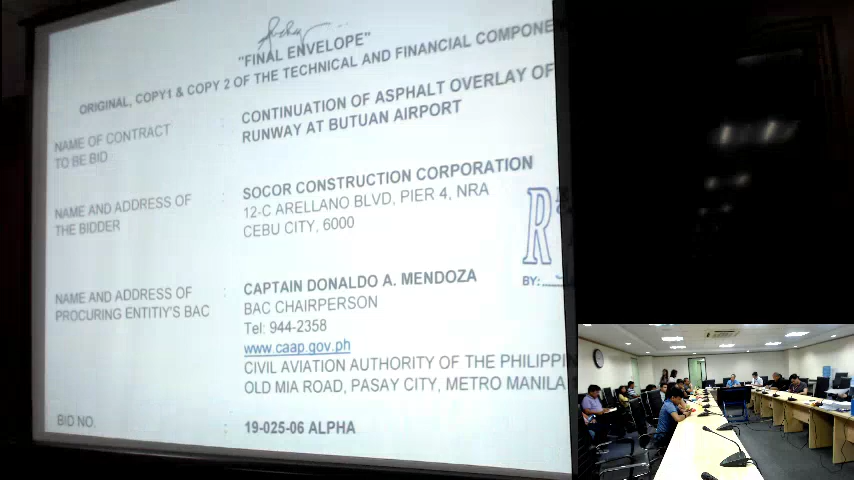 "FINAL ENVELOPE"
ORIGINAL, COPY1 & COPY 2 OF THE TECHNICAL AND FINANCIAL COMPONE
NAME OF CONTRACT
TO BE BID
: CONTINUATION OF ASPHALT OVERLAY OF
RUNWAY AT BUTUAN AIRPORT
NAME AND ADDRESS OF
THE BIDDER
: SOCOR CONSTRUCTION CORPORATION
12-C ARELLANO BLVD, PIER 4, NRA
CEBU CITY, 6000
NAME AND ADDRESS OF
PROCURING ENTITIY'S BAC
: CAPTAIN DONALDO A. MENDOZA
BAC CHAIRPERSON
Tel: 944-2358
www.caap.gov.ph
CIVIL AVIATION AUTHORITY OF THE PHILIPPIN
OLD MIA ROAD, PASAY CITY, METRO MANILA
BID NO.
: 19-025-06 ALPHA
R
BY: